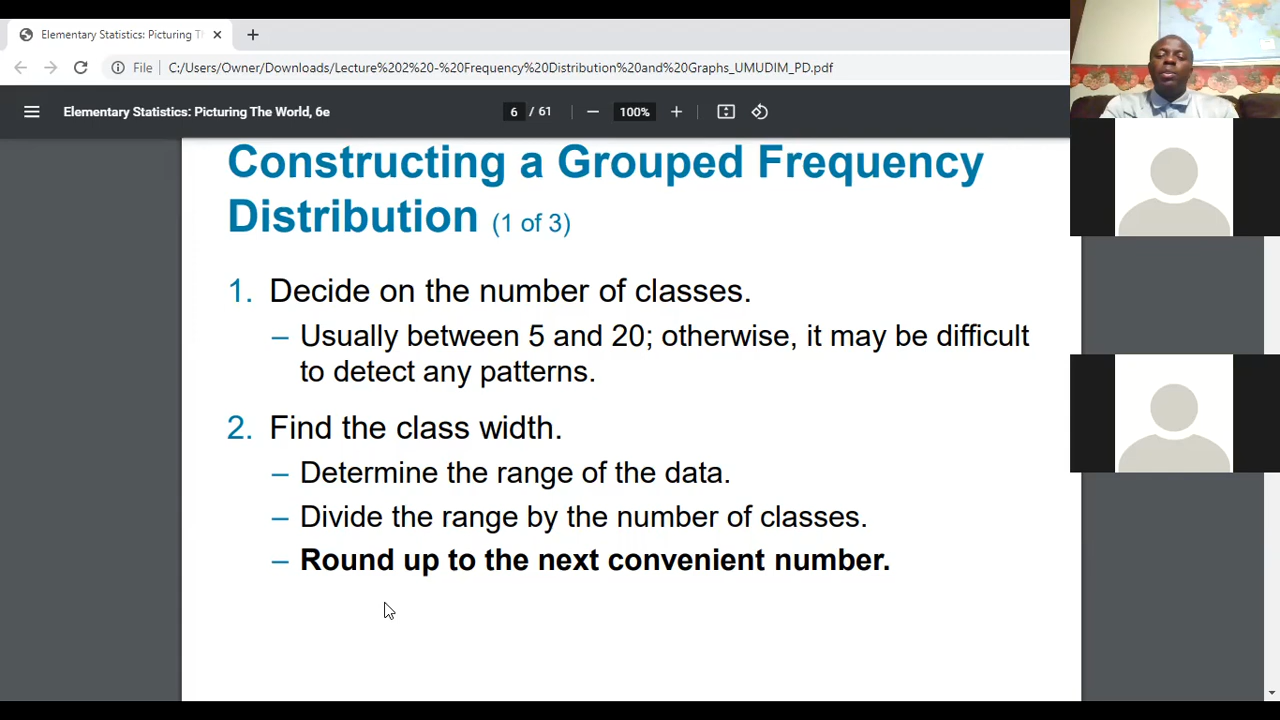 Elementary Statistics: Picturing T
File
C:/Users/Owner/Downloads/Lecture%202%20-%20Frequency%20Distribution%20and%20Graphs_UMUDIM_PD.pdf
Elementary Statistics: Picturing The World, 6e
6 / 61
100%
Constructing a Grouped Frequency
Distribution (1 of 3)
1. Decide on the number of classes.
– Usually between 5 and 20; otherwise, it may be difficult
to detect any patterns.
2. Find the class width.
– Determine the range of the data.
– Divide the range by the number of classes.
– Round up to the next convenient number.